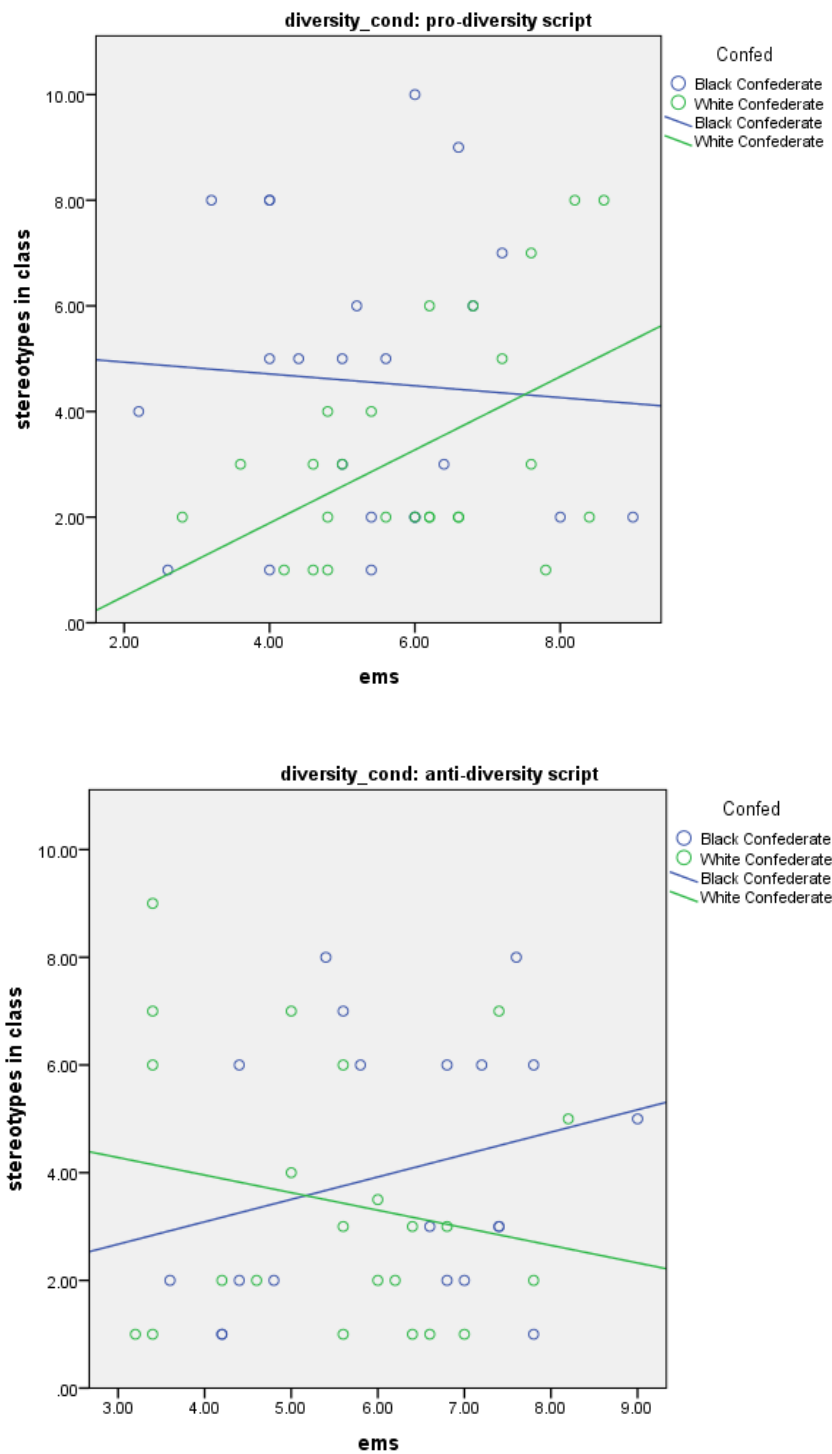 diversity_cond: pro-diversity script
Confed
Black Confederate
White Confederate
Black Confederate
White Confederate
10.00
8.00
6.00
4.00
2.00
.00
stereotypes in class
2.00 4.00 6.00 8.00
ems
diversity_cond: anti-diversity script
Confed
Black Confederate
White Confederate
Black Confederate
White Confederate
10.00
8.00
6.00
4.00
2.00
.00
stereotypes in class
3.00 4.00 5.00 6.00 7.00 8.00 9.00
ems